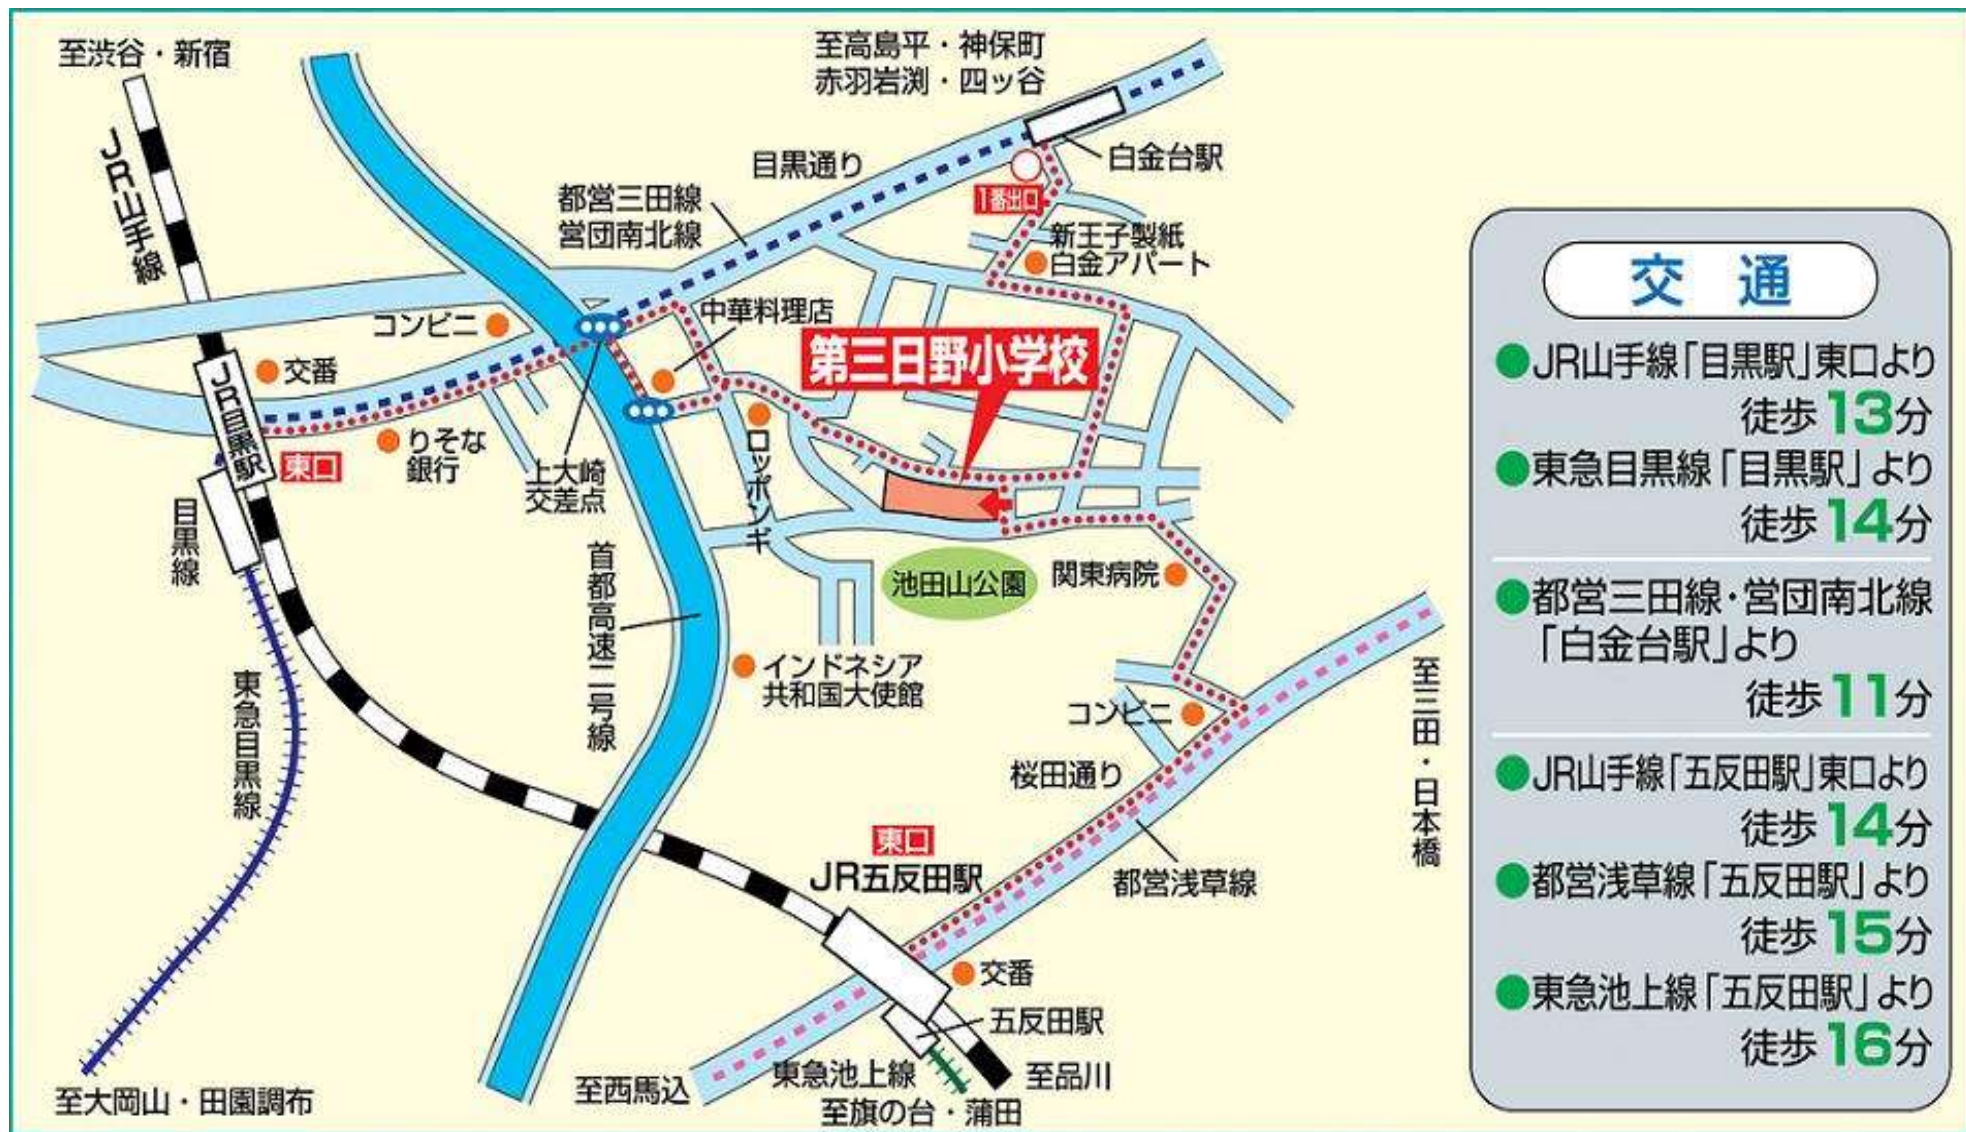 至渋谷・新宿
JR山手線
至高島平・神保町
赤羽岩渕・四ッ谷
目黒通り
白金台駅
1番出口
都営三田線
営団南北線
新王子製紙
白金アパート
コンビニ
中華料理店
交番
第三日野小学校
JR目黒駅
りそな
銀行
東口
上大崎
交差点
ロッポンギ
目黒線
首都高速二号線
池田山公園
関東病院
インドネシア
共和国大使館
東急目黒線
コンビニ
桜田通り
至三田・日本橋
東口
JR五反田駅
都営浅草線
交番
五反田駅
至西馬込
東急池上線
至品川
至大岡山・田園調布
至旗の台・蒲田
交通
●JR山手線「目黒駅」東口より
徒歩13分
●東急目黒線「目黒駅」より
徒歩14分
●都営三田線・営団南北線
「白金台駅」より
徒歩11分
●JR山手線「五反田駅」東口より
徒歩14分
●都営浅草線「五反田駅」より
徒歩15分
●東急池上線「五反田駅」より
徒歩16分